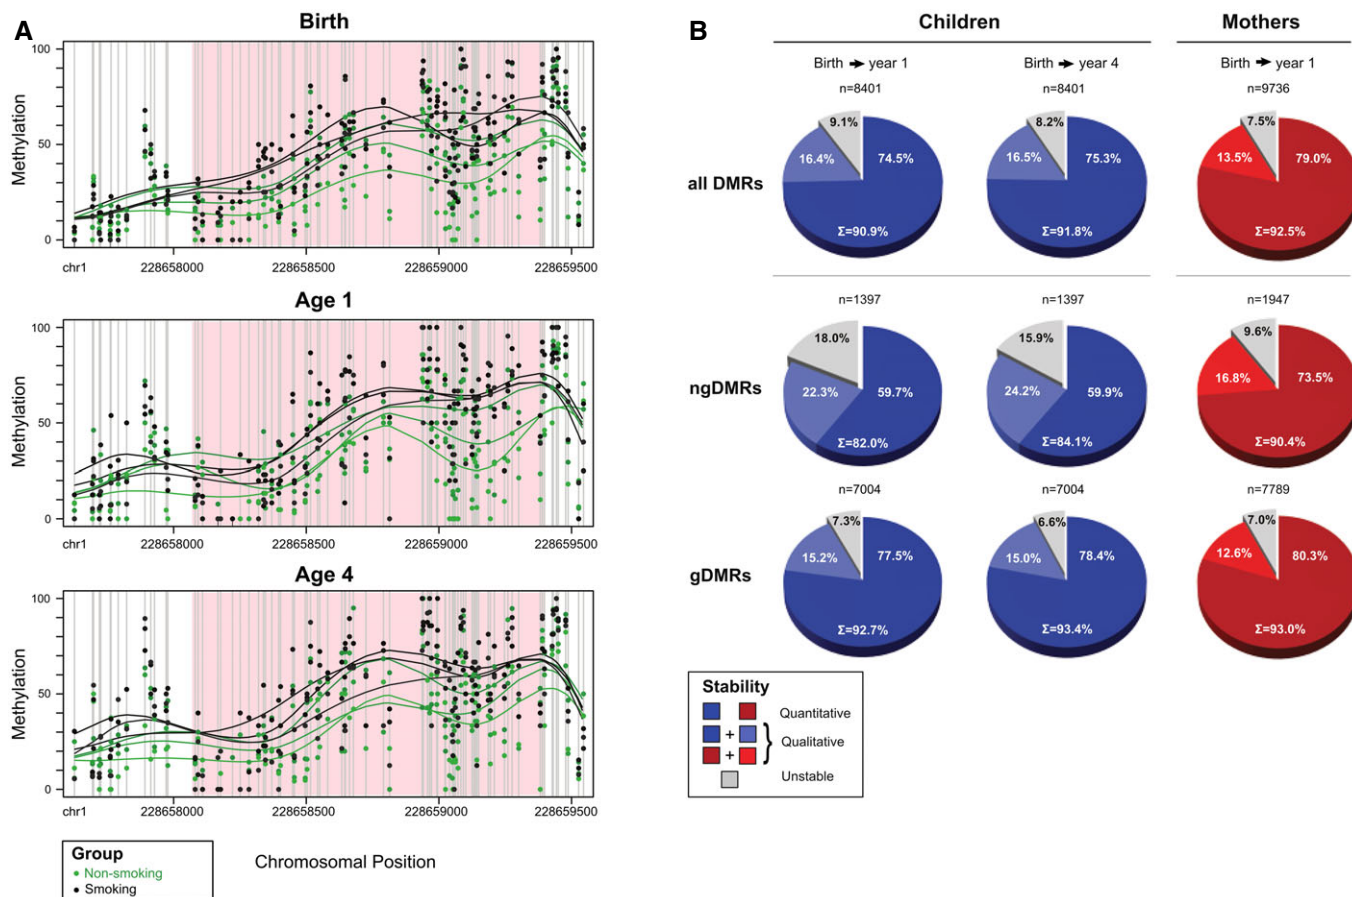 A
Birth
Methylation
100
50
0
chr1
228658000
228658500
228659000
228659500
Age 1
Methylation
100
50
0
chr1
228658000
228658500
228659000
228659500
Age 4
Methylation
100
50
0
chr1
228658000
228658500
228659000
228659500
Group
Non-smoking
Smoking
Chromosomal Position
B
Children
Mothers
Birth → year 1
Birth → year 4
Birth → year 1
n=8401
n=8401
n=9736
all DMRs
9.1%
16.4%
74.5%
Σ=90.9%
8.2%
16.5%
75.3%
Σ=91.8%
7.5%
13.5%
79.0%
Σ=92.5%
n=1397
n=1397
n=1947
ngDMRs
18.0%
22.3%
59.7%
Σ=82.0%
15.9%
24.2%
59.9%
Σ=84.1%
9.6%
16.8%
73.5%
Σ=90.4%
n=7004
n=7004
n=7789
gDMRs
7.3%
15.2%
77.5%
Σ=92.7%
6.6%
15.0%
78.4%
Σ=93.4%
7.0%
12.6%
80.3%
Σ=93.0%
Stability
Quantitative
+
Qualitative
+
Unstable